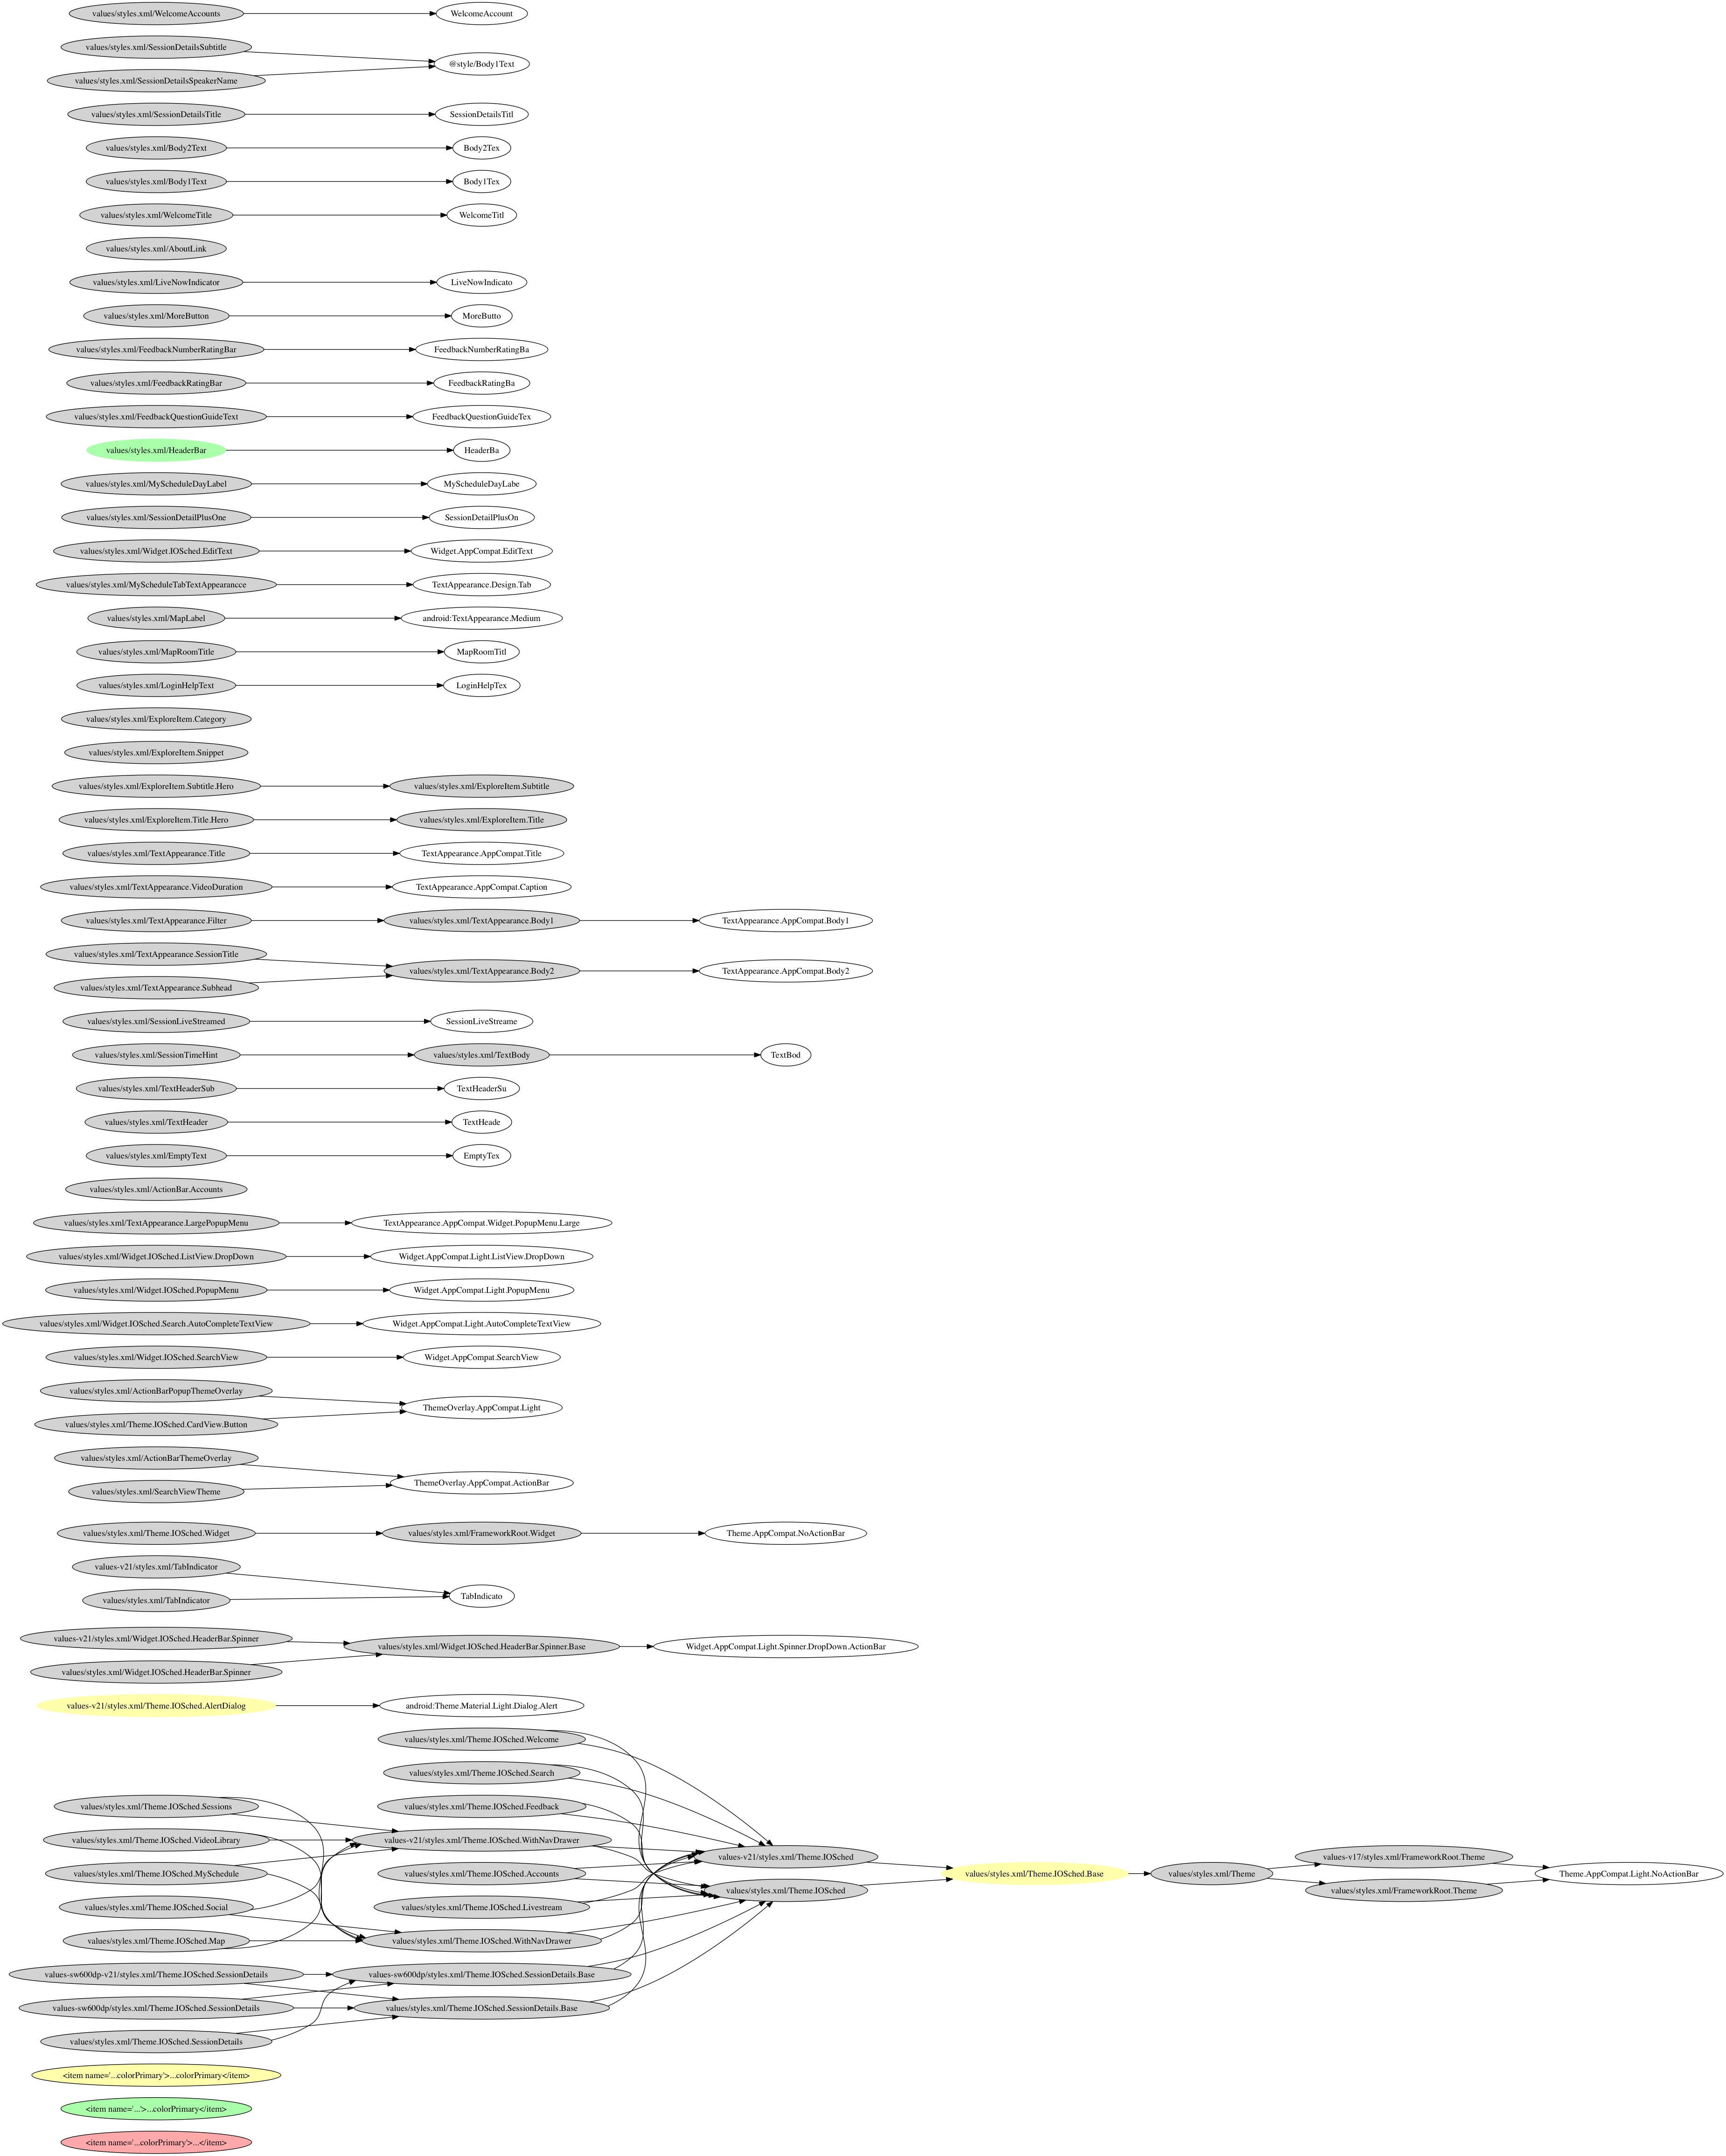 values/styles.xml/WelcomeAccounts
WelcomeAccount
values/styles.xml/SessionDetailsSubtitle
@style/Body1Text
values/styles.xml/SessionDetailsSpeakerName
values/styles.xml/SessionDetailsTitle
SessionDetailsTitl
values/styles.xml/Body2Text
Body2Tex
values/styles.xml/Body1Text
Body1Tex
values/styles.xml/WelcomeTitle
WelcomeTitl
values/styles.xml/AboutLink
values/styles.xml/LiveNowIndicator
LiveNowIndicato
values/styles.xml/MoreButton
MoreButto
values/styles.xml/FeedbackNumberRatingBar
FeedbackNumberRatingBa
values/styles.xml/FeedbackRatingBar
FeedbackRatingBa
values/styles.xml/FeedbackQuestionGuideText
FeedbackQuestionGuideTex
values/styles.xml/HeaderBar
HeaderBa
values/styles.xml/MyScheduleDayLabel
MyScheduleDayLabe
values/styles.xml/SessionDetailPlusOne
SessionDetailPlusOn
values/styles.xml/Widget.IOSched.EditText
Widget.AppCompat.EditText
values/styles.xml/MyScheduleTabTextAppearancce
TextAppearance.Design.Tab
values/styles.xml/MapLabel
android:TextAppearance.Medium
values/styles.xml/MapRoomTitle
MapRoomTitl
values/styles.xml/LoginHelpText
LoginHelpTex
values/styles.xml/ExploreItem.Category
values/styles.xml/ExploreItem.Snippet
values/styles.xml/ExploreItem.Subtitle.Hero
values/styles.xml/ExploreItem.Subtitle
values/styles.xml/ExploreItem.Title.Hero
values/styles.xml/ExploreItem.Title
values/styles.xml/TextAppearance.Title
TextAppearance.AppCompat.Title
values/styles.xml/TextAppearance.VideoDuration
TextAppearance.AppCompat.Caption
values/styles.xml/TextAppearance.Filter
values/styles.xml/TextAppearance.Body1
TextAppearance.AppCompat.Body1
values/styles.xml/TextAppearance.SessionTitle
values/styles.xml/TextAppearance.Body2
TextAppearance.AppCompat.Body2
values/styles.xml/TextAppearance.Subhead
values/styles.xml/SessionLiveStreamed
SessionLiveStreame
values/styles.xml/SessionTimeHint
values/styles.xml/TextBody
TextBod
values/styles.xml/TextHeaderSub
TextHeaderSu
values/styles.xml/TextHeader
TextHeade
values/styles.xml/EmptyText
EmptyTex
values/styles.xml/ActionBar.Accounts
values/styles.xml/TextAppearance.LargePopupMenu
TextAppearance.AppCompat.Widget.PopupMenu.Large
values/styles.xml/Widget.IOSched.ListView.DropDown
Widget.AppCompat.Light.ListView.DropDown
values/styles.xml/Widget.IOSched.PopupMenu
Widget.AppCompat.Light.PopupMenu
values/styles.xml/Widget.IOSched.Search.AutoCompleteTextView
Widget.AppCompat.Light.AutoCompleteTextView
values/styles.xml/Widget.IOSched.SearchView
Widget.AppCompat.SearchView
values/styles.xml/ActionBarPopupThemeOverlay
ThemeOverlay.AppCompat.Light
values/styles.xml/Theme.IOSched.CardView.Button
values/styles.xml/ActionBarThemeOverlay
ThemeOverlay.AppCompat.ActionBar
values/styles.xml/SearchViewTheme
values/styles.xml/Theme.IOSched.Widget
values/styles.xml/FrameworkRoot.Widget
Theme.AppCompat.NoActionBar
values-v21/styles.xml/TabIndicator
TabIndicato
values/styles.xml/TabIndicator
values-v21/styles.xml/Widget.IOSched.HeaderBar.Spinner
values/styles.xml/Widget.IOSched.HeaderBar.Spinner.Base
Widget.AppCompat.Light.Spinner.DropDown.ActionBar
values/styles.xml/Widget.IOSched.HeaderBar.Spinner
values-v21/styles.xml/Theme.IOSched.AlertDialog
android:Theme.Material.Light.Dialog.Alert
values/styles.xml/Theme.IOSched.Welcome
values/styles.xml/Theme.IOSched.Search
values/styles.xml/Theme.IOSched.Sessions
values/styles.xml/Theme.IOSched.Feedback
values/styles.xml/Theme.IOSched.VideoLibrary
values-v21/styles.xml/Theme.IOSched.WithNavDrawer
values-v21/styles.xml/Theme.IOSched
values-v17/styles.xml/FrameworkRoot.Theme
values/styles.xml/Theme.IOSched.MySchedule
values/styles.xml/Theme.IOSched.Accounts
values/styles.xml/Theme.IOSched.Base
values/styles.xml/Theme
Theme.AppCompat.Light.NoActionBar
values/styles.xml/Theme.IOSched
values/styles.xml/FrameworkRoot.Theme
values/styles.xml/Theme.IOSched.Social
values/styles.xml/Theme.IOSched.Livestream
values/styles.xml/Theme.IOSched.Map
values/styles.xml/Theme.IOSched.WithNavDrawer
values-sw600dp-v21/styles.xml/Theme.IOSched.SessionDetails
values-sw600dp/styles.xml/Theme.IOSched.SessionDetails.Base
values-sw600dp/styles.xml/Theme.IOSched.SessionDetails
values/styles.xml/Theme.IOSched.SessionDetails.Base
values/styles.xml/Theme.IOSched.SessionDetails
&lt;item name='...colorPrimary'&gt;...colorPrimary&lt;/item&gt;
&lt;item name='...'&gt;...colorPrimary&lt;/item&gt;
&lt;item name='...colorPrimary'&gt;...&lt;/item&gt;